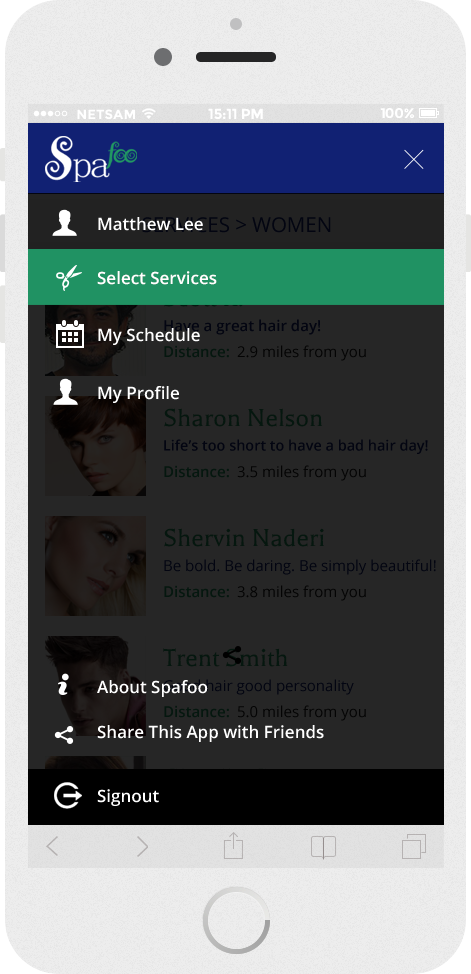 NETSAM 15:11 PM 100%
Spafoo
Matthew Lee
SERVICES > WOMEN
Select Services
Have a great hair day!
My Schedule
Distance: 2.9 miles from you
My Profile
Sharon Nelson
Life's too short to have a bad hair day!
Distance: 3.5 miles from you
Shervin Naderi
Be bold. Be daring. Be simply beautiful!
Distance: 3.8 miles from you
Trent Smith
About Spafoo
hair good personality
Distance: 5.0 miles from you
Share This App with Friends
Signout